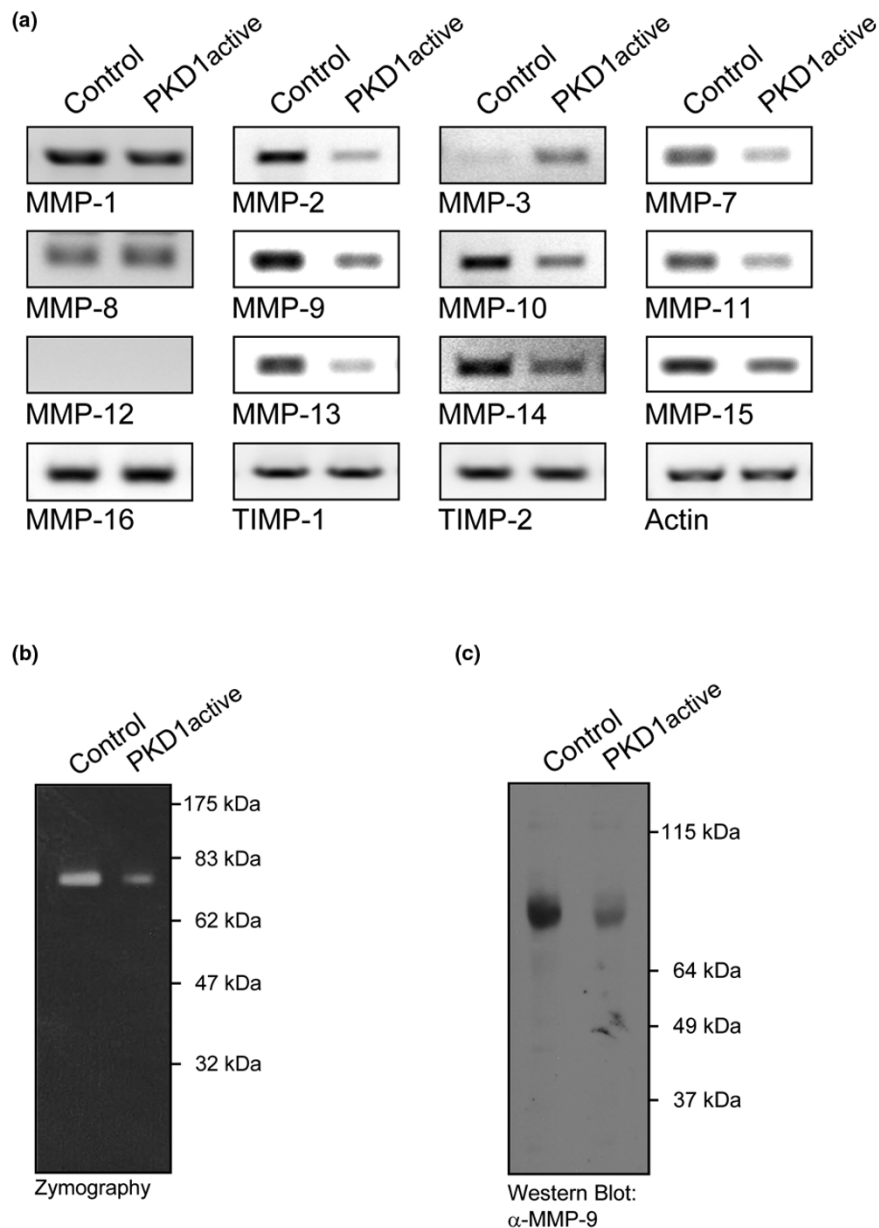 (a)
Control PKD1active Control PKD1active Control PKD1active Control PKD1active
MMP-1 MMP-2 MMP-3 MMP-7
MMP-8 MMP-9 MMP-10 MMP-11
MMP-12 MMP-13 MMP-14 MMP-15
MMP-16 TIMP-1 TIMP-2 Actin
(b)
Control PKD1active
175 kDa
83 kDa
62 kDa
47 kDa
32 kDa
Zymography
(c)
Control PKD1active
115 kDa
64 kDa
49 kDa
37 kDa
Western Blot:
α-MMP-9